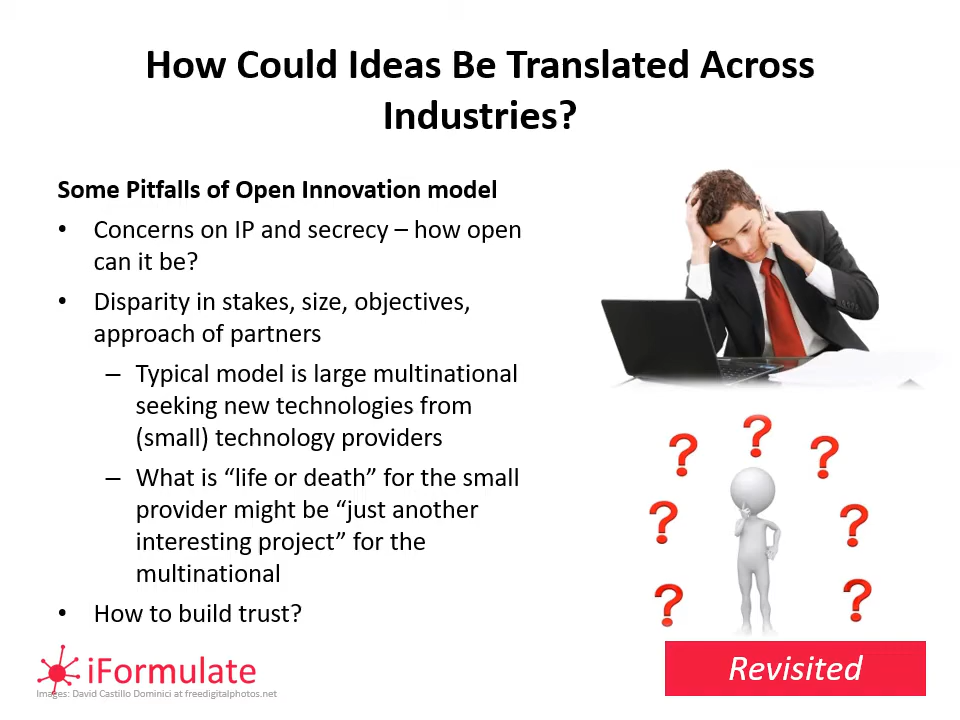 How Could Ideas Be Translated Across
Industries?
Some Pitfalls of Open Innovation model
• Concerns on IP and secrecy – how open
can it be?
• Disparity in stakes, size, objectives,
approach of partners
– Typical model is large multinational
seeking new technologies from
(small) technology providers
– What is “life or death” for the small
provider might be “just another
interesting project” for the
multinational
• How to build trust?
? ? ?
? ?
? ?
iFormulate
Images: David Castillo Dominici at freedigitalphotos.net
Revisited